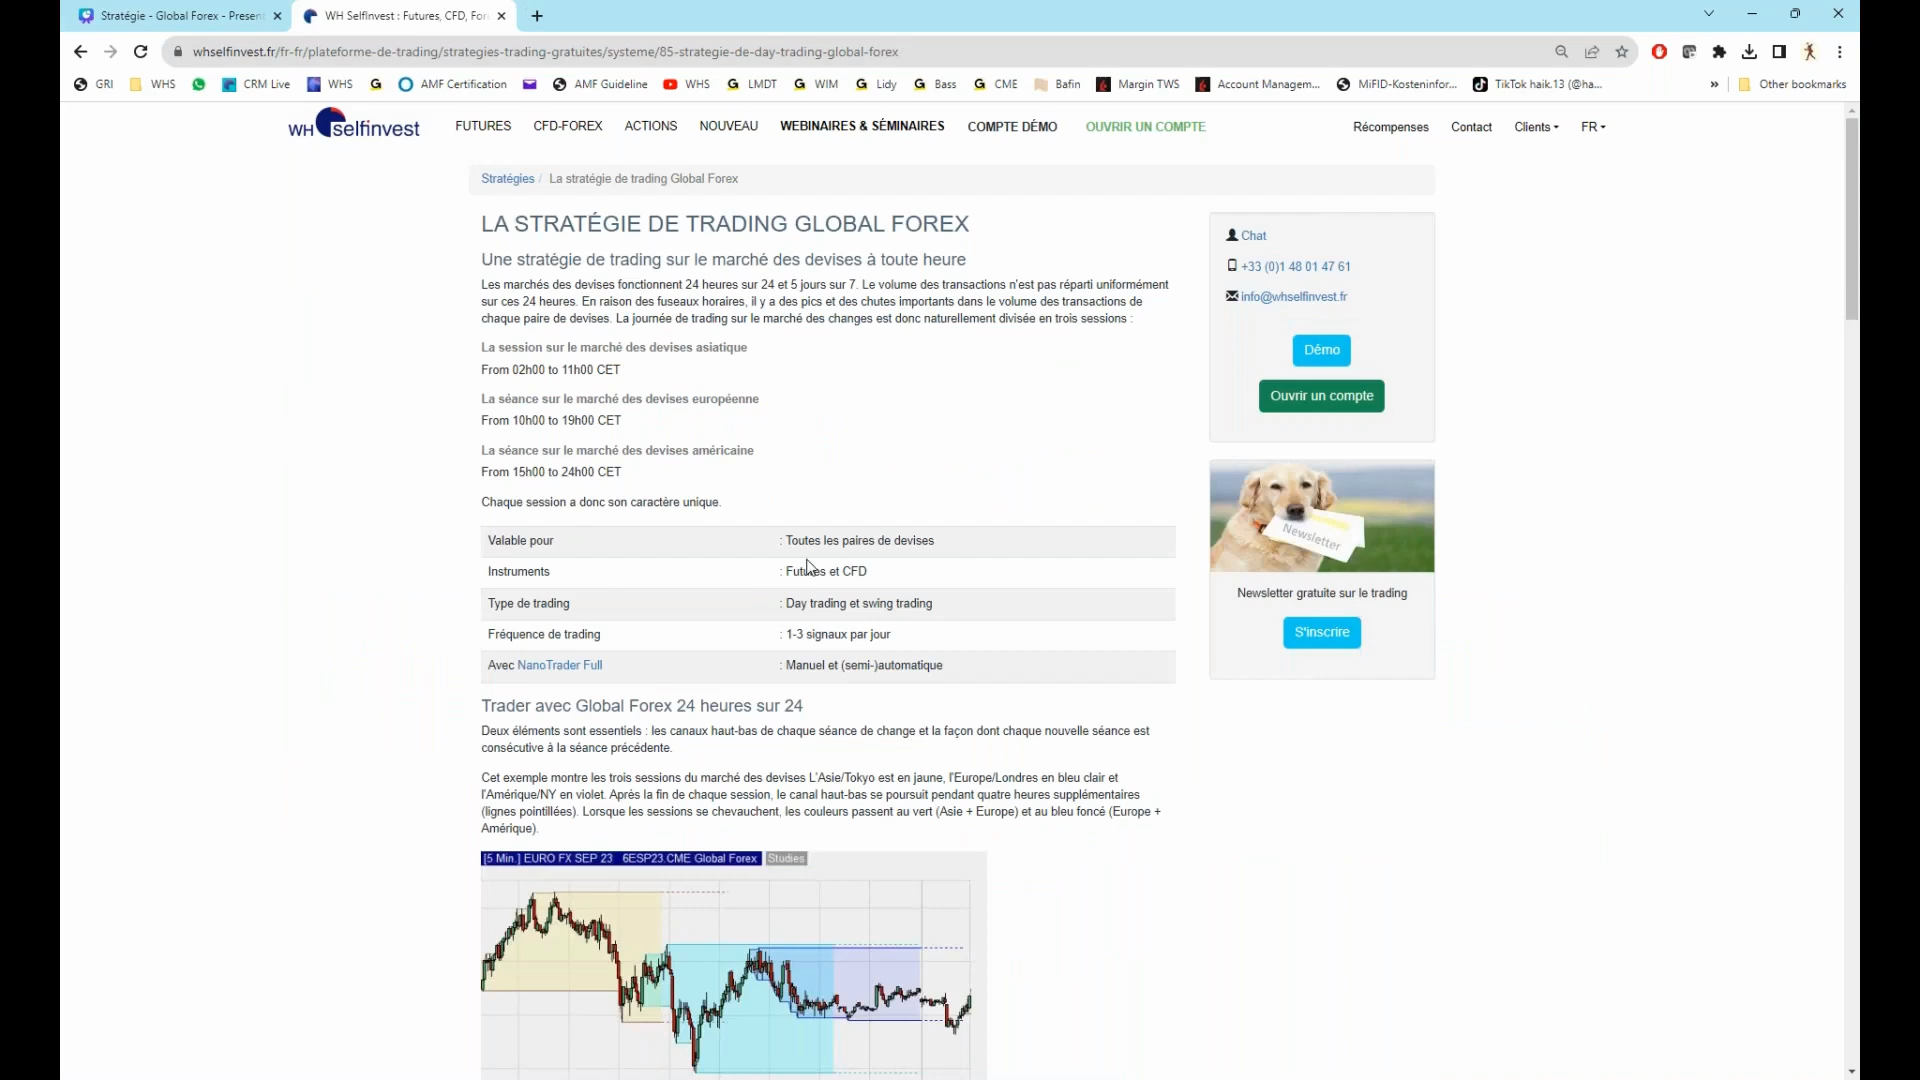 Stratégie - Global Forex - Present
WH SelfInvest : Futures, CFD, For
whselfinvest.fr/fr-fr/plateforme-de-trading/strategies-trading-gratuites/systeme/85-strategie-de-day-trading-global-forex
GRI WHS CRM Live WHS AMF Certification AMF Guideline WHS LMDT WIM Lidy Bass CME Bafin Margin TWS Account Managem... MiFID-Kosteninfor... TikTok haik.13 (@ha... » Other bookmarks
WH selfinvest
FUTURES CFD-FOREX ACTIONS NOUVEAU WEBINAIRES & SÉMINAIRES COMPTE DÉMO OUVRIR UN COMPTE Récompenses Contact Clients FR
Stratégies / La stratégie de trading Global Forex
LA STRATÉGIE DE TRADING GLOBAL FOREX
Une stratégie de trading sur le marché des devises à toute heure
Les marchés des devises fonctionnent 24 heures sur 24 et 5 jours sur 7. Le volume des transactions n'est pas réparti uniformément
sur ces 24 heures. En raison des fuseaux horaires, il y a des pics et des chutes importants dans le volume des transactions de
chaque paire de devises. La journée de trading sur le marché des changes est donc naturellement divisée en trois sessions :
La session sur le marché des devises asiatique
From 02h00 to 11h00 CET
La séance sur le marché des devises européenne
From 10h00 to 19h00 CET
La séance sur le marché des devises américaine
From 15h00 to 24h00 CET
Chaque session a donc son caractère unique.
Valable pour : Toutes les paires de devises
Instruments : Futures et CFD
Type de trading : Day trading et swing trading
Fréquence de trading : 1-3 signaux par jour
Avec NanoTrader Full : Manuel et (semi-)automatique
Trader avec Global Forex 24 heures sur 24
Deux éléments sont essentiels : les canaux haut-bas de chaque séance de change et la façon dont chaque nouvelle séance est
consécutive à la séance précédente.
Cet exemple montre les trois sessions du marché des devises L'Asie/Tokyo est en jaune, l'Europe/Londres en bleu clair et
l'Amérique/NY en violet. Après la fin de chaque session, le canal haut-bas se poursuit pendant quatre heures supplémentaires
(lignes pointillées). Lorsque les sessions se chevauchent, les couleurs passent au vert (Asie + Europe) et au bleu foncé (Europe +
Amérique).
[5 Min.] EURO FX SEP 23 6ESP23.CME Global Forex Studies
Chat
+33 (0)1 48 01 47 61
info@whselfinvest.fr
Démo
Ouvrir un compte
Newsletter
Newsletter gratuite sur le trading
S'inscrire